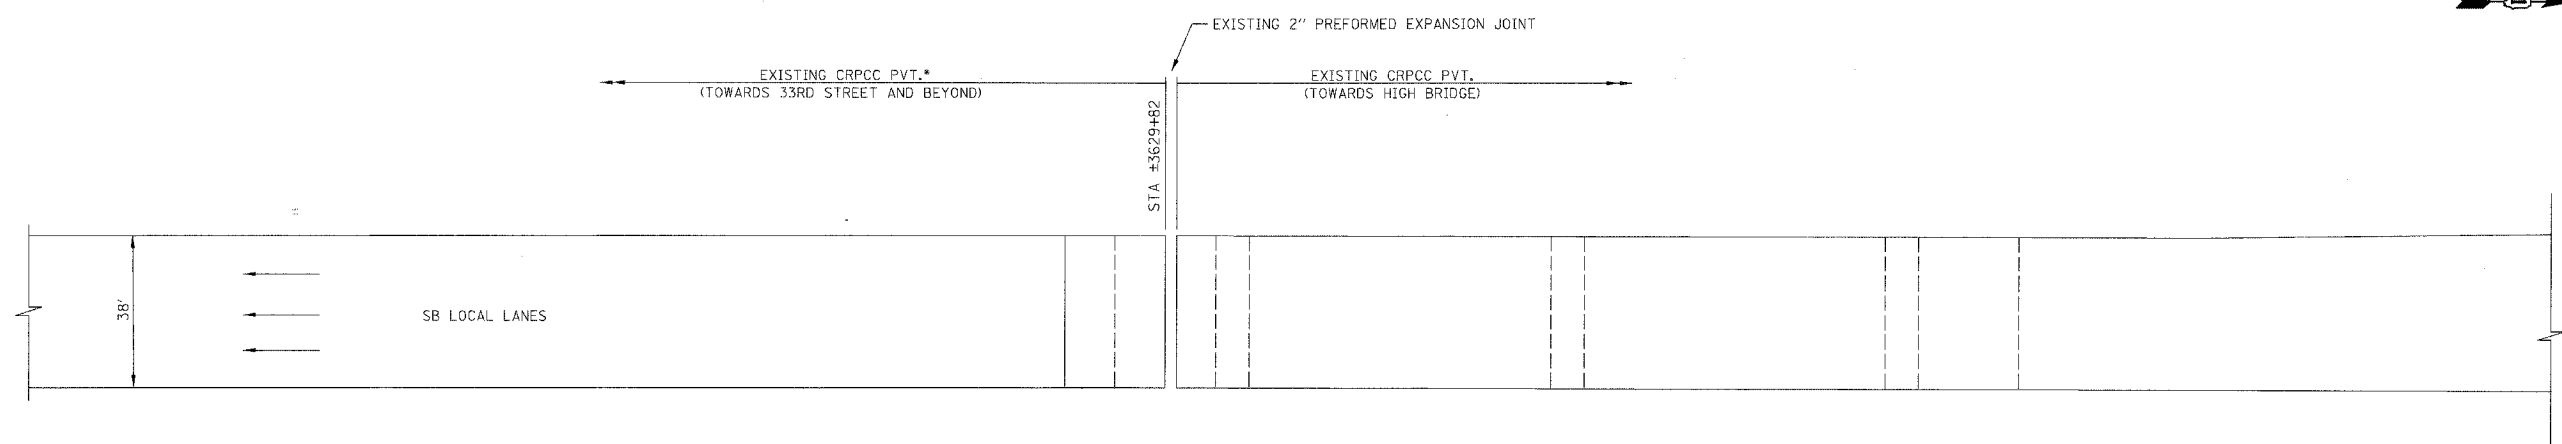 EXISTING 2" PREFORMED EXPANSION JOINT
EXISTING CRPCC PVT.*
(TOWARDS 33RD STREET AND BEYOND)
EXISTING CRPCC PVT.
(TOWARDS HIGH BRIDGE)
STA ±3629+82
38'
SB LOCAL LANES